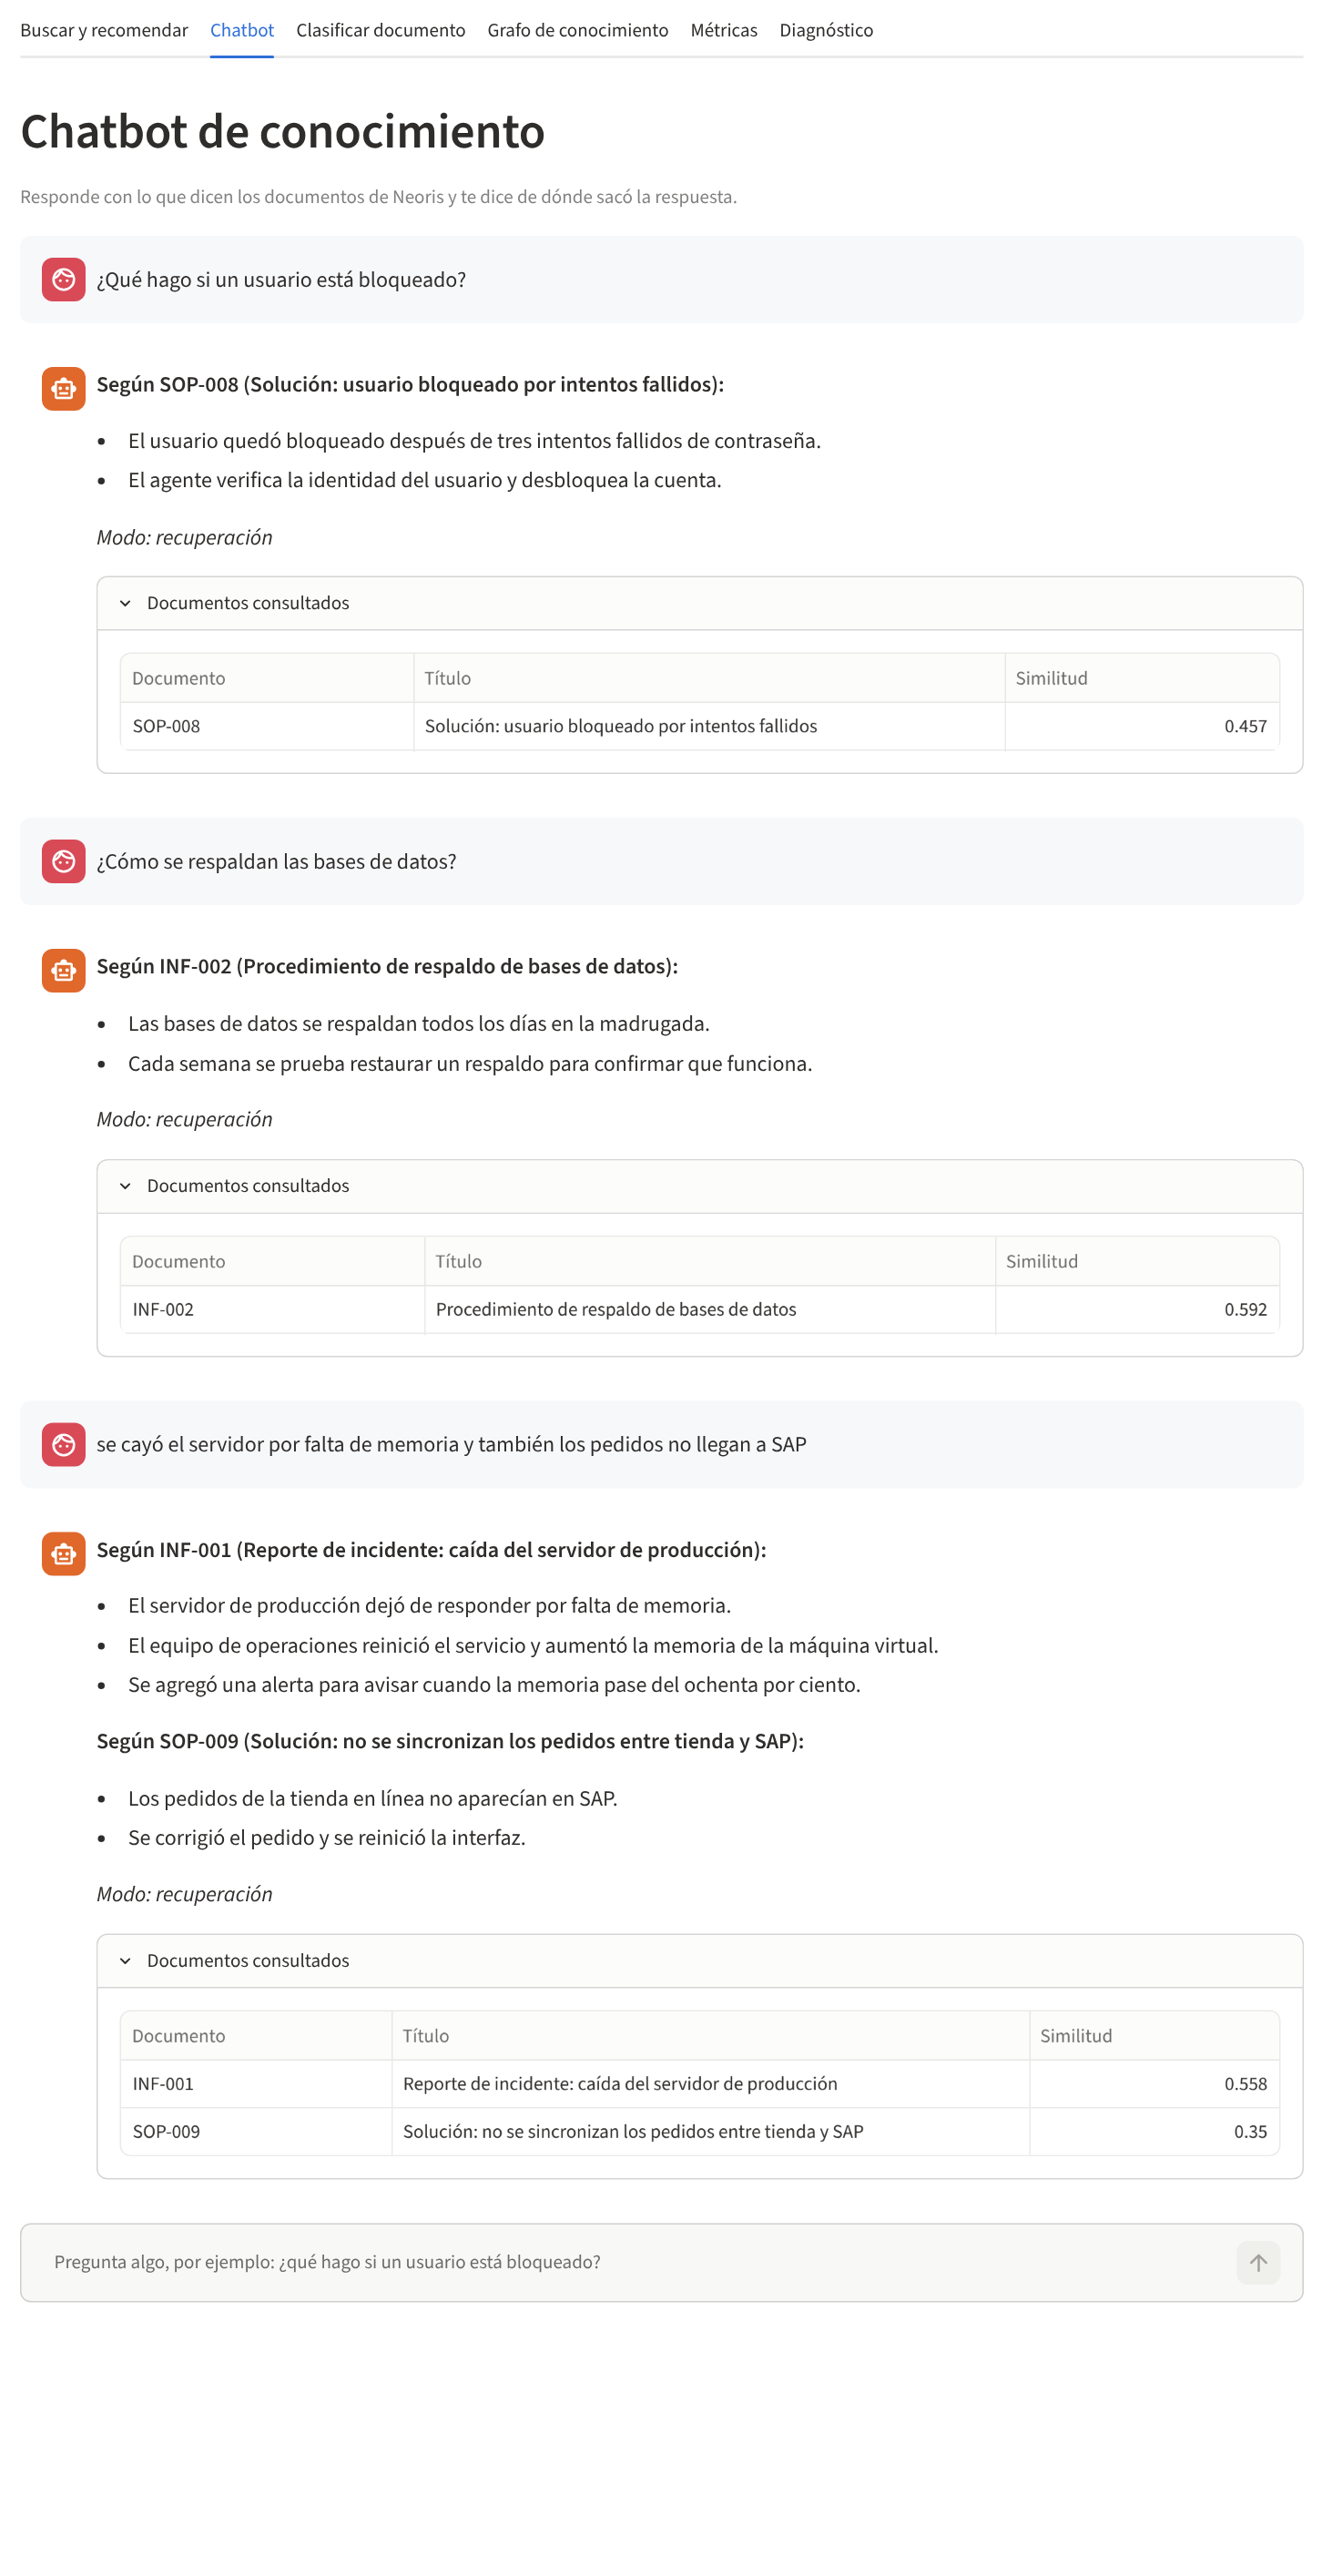 Buscar y recomendar Chatbot Clasificar documento Grafo de conocimiento Métricas Diagnóstico
Chatbot de conocimiento
Responde con lo que dicen los documentos de Neoris y te dice de dónde sacó la respuesta.
¿Qué hago si un usuario está bloqueado?
Según SOP-008 (Solución: usuario bloqueado por intentos fallidos):
• El usuario quedó bloqueado después de tres intentos fallidos de contraseña.
• El agente verifica la identidad del usuario y desbloquea la cuenta.
Modo: recuperación
Documentos consultados
Documento Título Similitud
SOP-008 Solución: usuario bloqueado por intentos fallidos 0.457
¿Cómo se respaldan las bases de datos?
Según INF-002 (Procedimiento de respaldo de bases de datos):
• Las bases de datos se respaldan todos los días en la madrugada.
• Cada semana se prueba restaurar un respaldo para confirmar que funciona.
Modo: recuperación
Documentos consultados
Documento Título Similitud
INF-002 Procedimiento de respaldo de bases de datos 0.592
se cayó el servidor por falta de memoria y también los pedidos no llegan a SAP
Según INF-001 (Reporte de incidente: caída del servidor de producción):
• El servidor de producción dejó de responder por falta de memoria.
• El equipo de operaciones reinició el servicio y aumentó la memoria de la máquina virtual.
• Se agregó una alerta para avisar cuando la memoria pase del ochenta por ciento.
Según SOP-009 (Solución: no se sincronizan los pedidos entre tienda y SAP):
• Los pedidos de la tienda en línea no aparecían en SAP.
• Se corrigió el pedido y se reinició la interfaz.
Modo: recuperación
Documentos consultados
Documento Título Similitud
INF-001 Reporte de incidente: caída del servidor de producción 0.558
SOP-009 Solución: no se sincronizan los pedidos entre tienda y SAP 0.35
Pregunta algo, por ejemplo: ¿qué hago si un usuario está bloqueado?